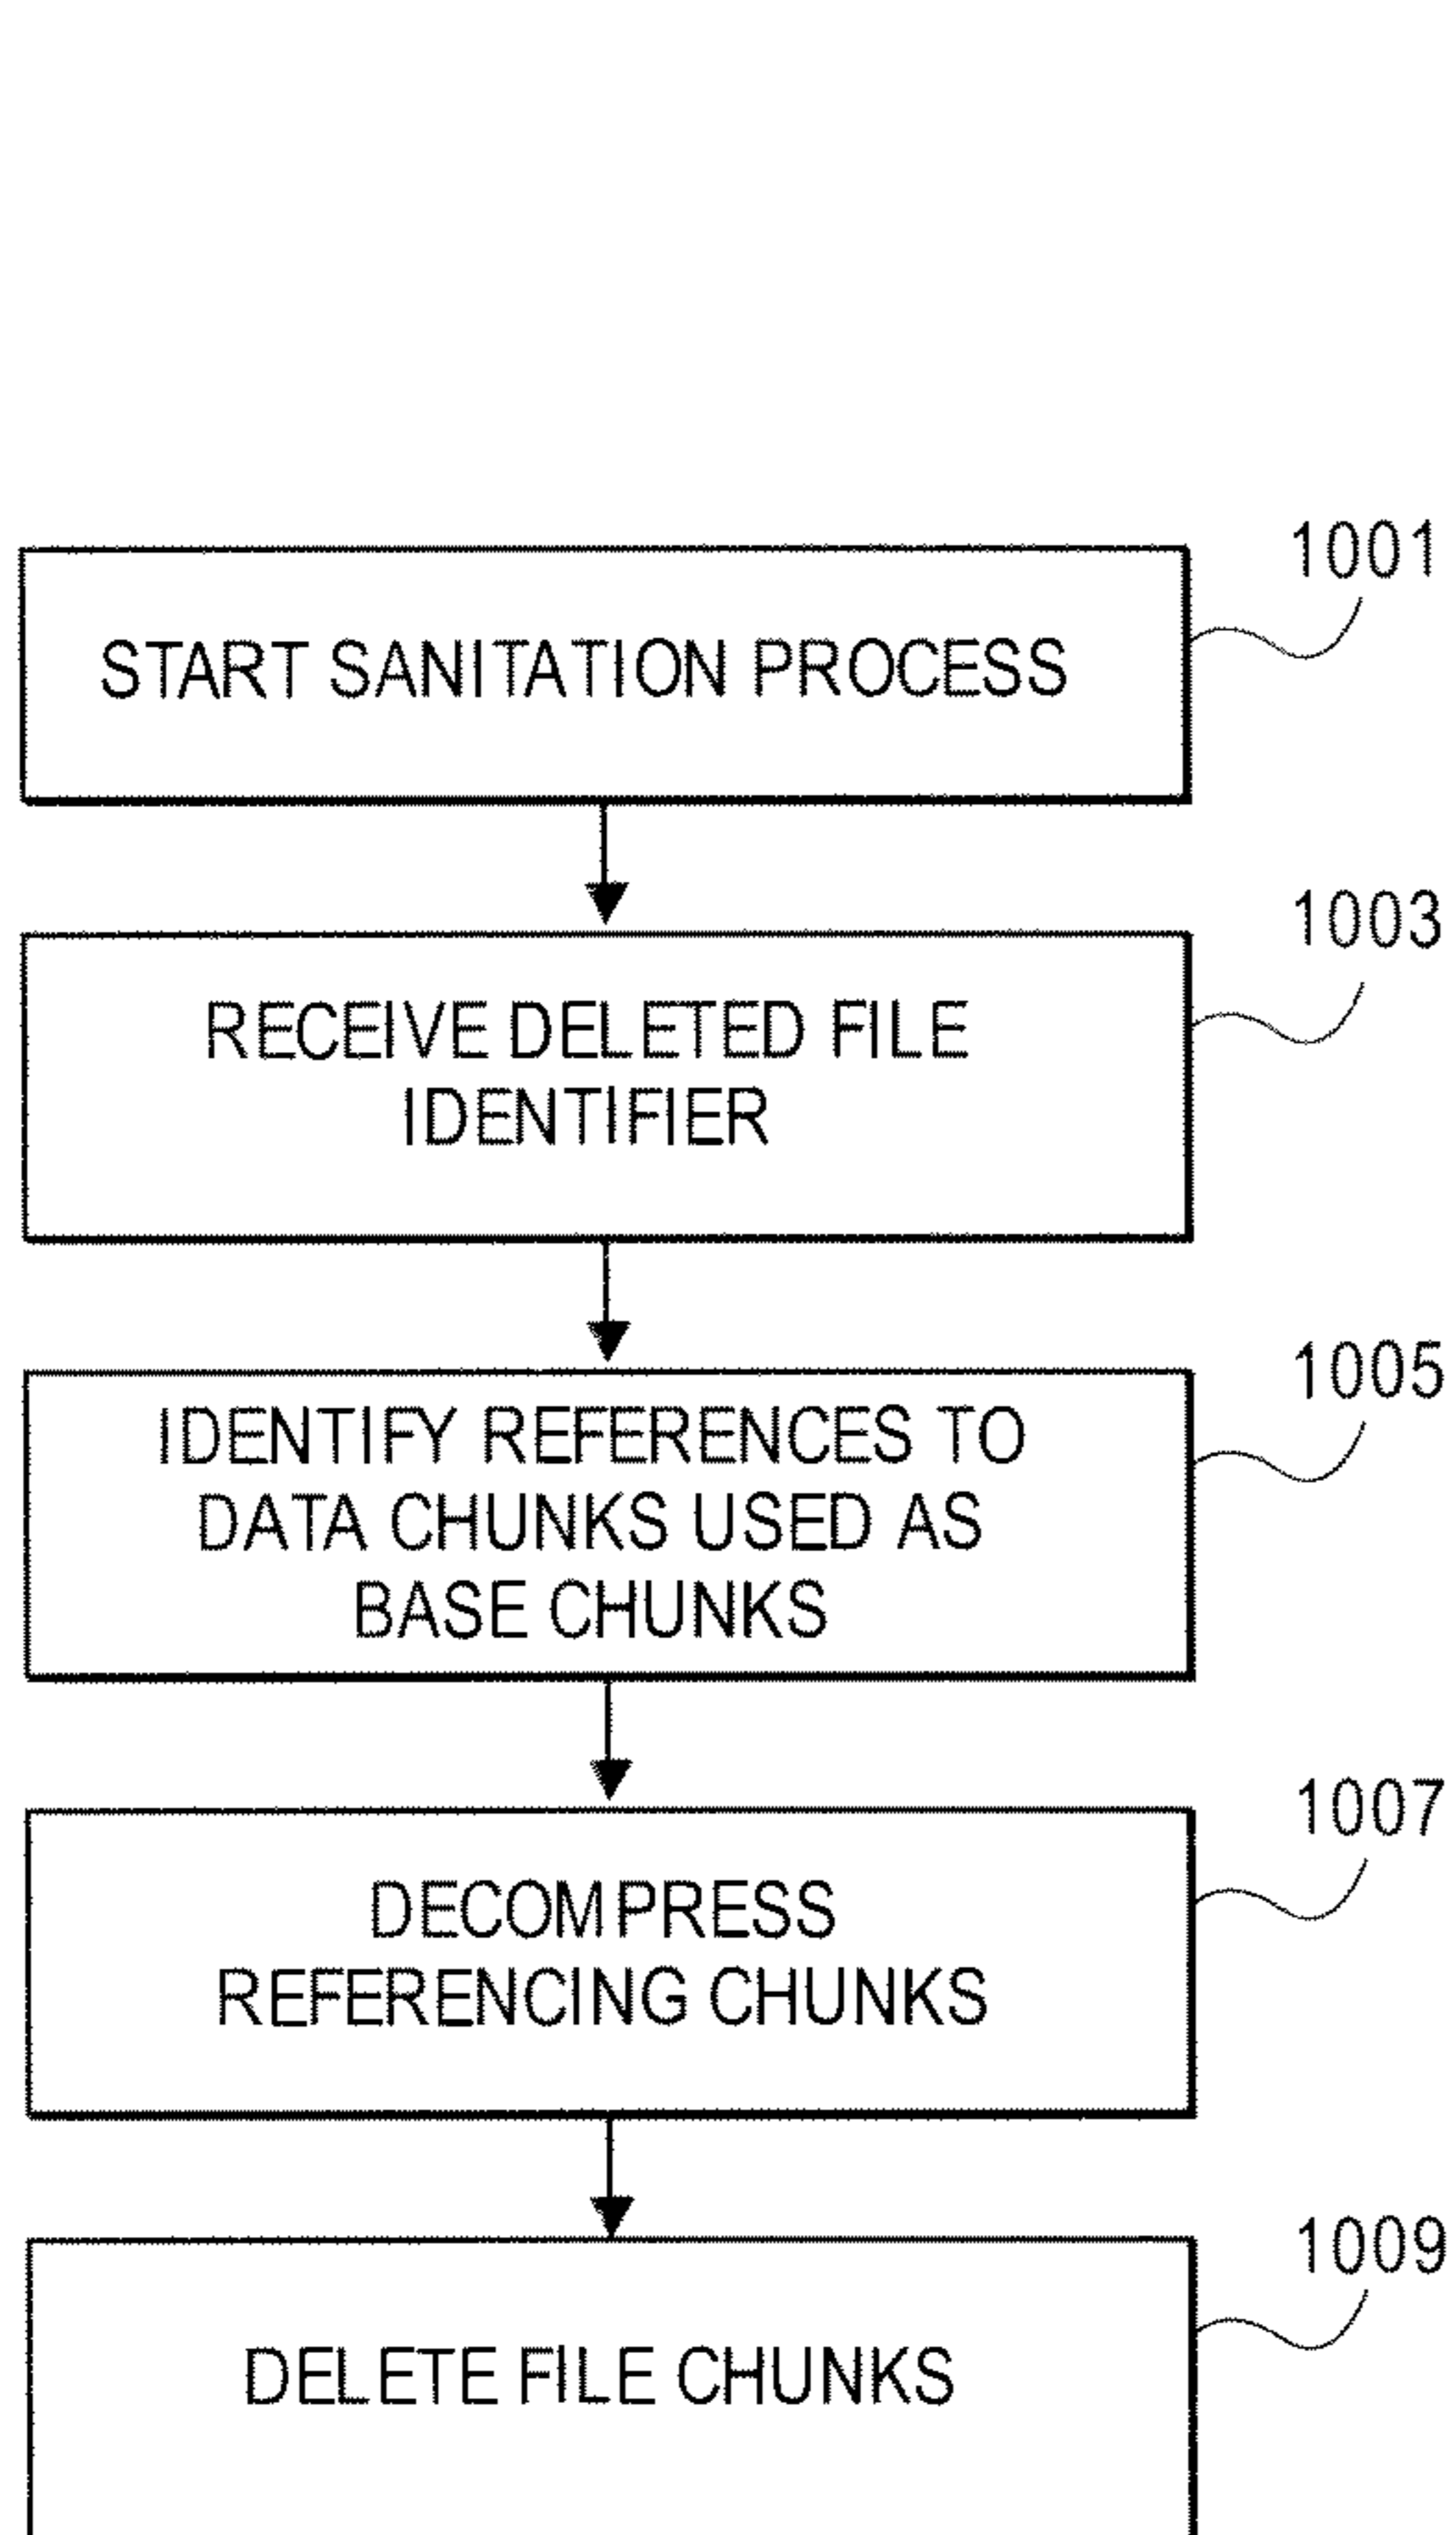 1001
START SANITATION PROCESS
1003
RECEIVE DELETED FILE
IDENTIFIER
1005
IDENTIFY REFERENCES TO
DATA CHUNKS USED AS
BASE CHUNKS
1007
DECOMPRESS
REFERENCING CHUNKS
1009
DELETE FILE CHUNKS